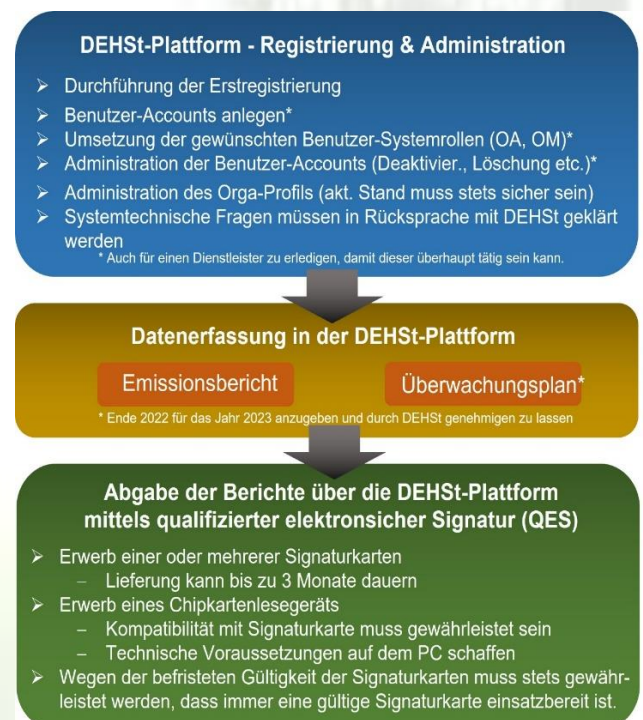 DEHSt-Plattform - Registrierung & Administration
➢ Durchführung der Erstregistrierung
➢ Benutzer-Accounts anlegen*
➢ Umsetzung der gewünschten Benutzer-Systemrollen (OA, OM)*
➢ Administration der Benutzer-Accounts (Deaktivier., Löschung etc.)*
➢ Administration des Orga-Profils (akt. Stand muss stets sicher sein)
➢ Systemtechnische Fragen müssen in Rücksprache mit DEHSt geklärt
werden
* Auch für einen Dienstleister zu erledigen, damit dieser überhaupt tätig sein kann.
Datenerfassung in der DEHSt-Plattform
Emissionsbericht
Überwachungsplan*
* Ende 2022 für das Jahr 2023 anzugeben und durch DEHSt genehmigen zu lassen
Abgabe der Berichte über die DEHSt-Plattform
mittels qualifizierter elektronsicher Signatur (QES)
➢ Erwerb einer oder mehrerer Signaturkarten
– Lieferung kann bis zu 3 Monate dauern
➢ Erwerb eines Chipkartenlesegeräts
– Kompatibilität mit Signaturkarte muss gewährleistet sein
– Technische Voraussetzungen auf dem PC schaffen
➢ Wegen der befristeten Gültigkeit der Signaturkarten muss stets gewähr-
leistet werden, dass immer eine gültige Signaturkarte einsatzbereit ist.